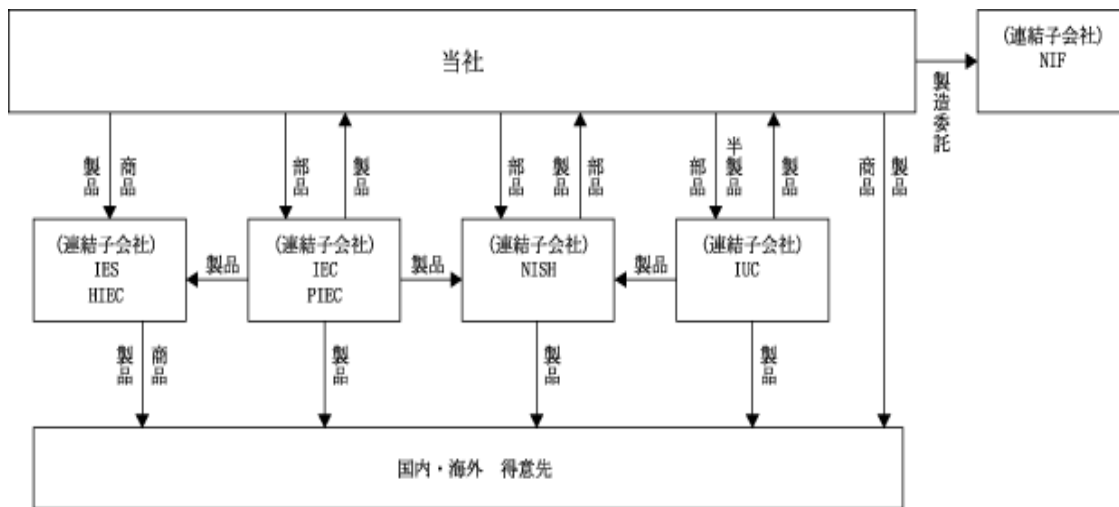 当社
(連結子会社)
NIF
製造委託
製品
商品
部品
製品
部品
製品
部品
部品
半製品
製品
商品
製品
(連結子会社)
IES
HIEC
製品
(連結子会社)
IEC
PIEC
製品
(連結子会社)
NISH
製品
(連結子会社)
IUC
製品
商品
製品
製品
製品
国内・海外 得意先